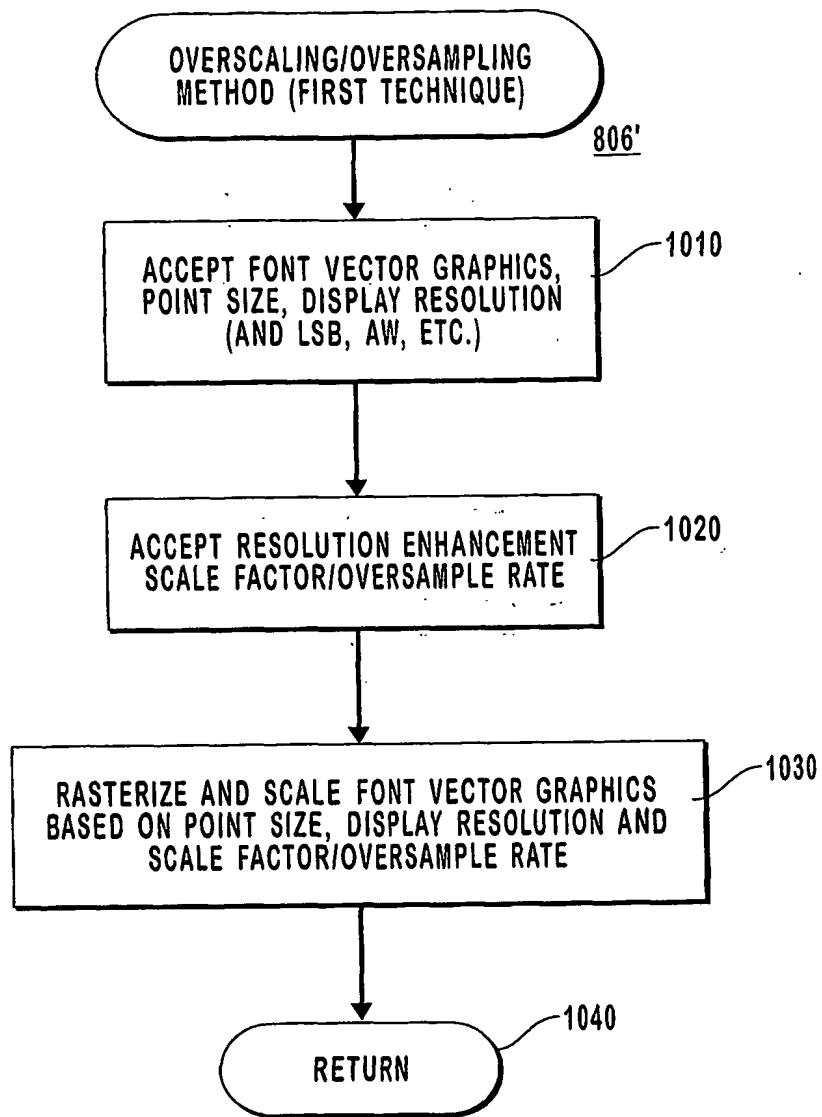 OVERSCALING/OVERSAMPLING
METHOD (FIRST TECHNIQUE)
806'
ACCEPT FONT VECTOR GRAPHICS,
POINT SIZE, DISPLAY RESOLUTION
(AND LSB, AW, ETC.)
1010
ACCEPT RESOLUTION ENHANCEMENT
SCALE FACTOR/OVERSAMPLE RATE
1020
RASTERIZE AND SCALE FONT VECTOR GRAPHICS
BASED ON POINT SIZE, DISPLAY RESOLUTION AND
SCALE FACTOR/OVERSAMPLE RATE
1030
RETURN
1040